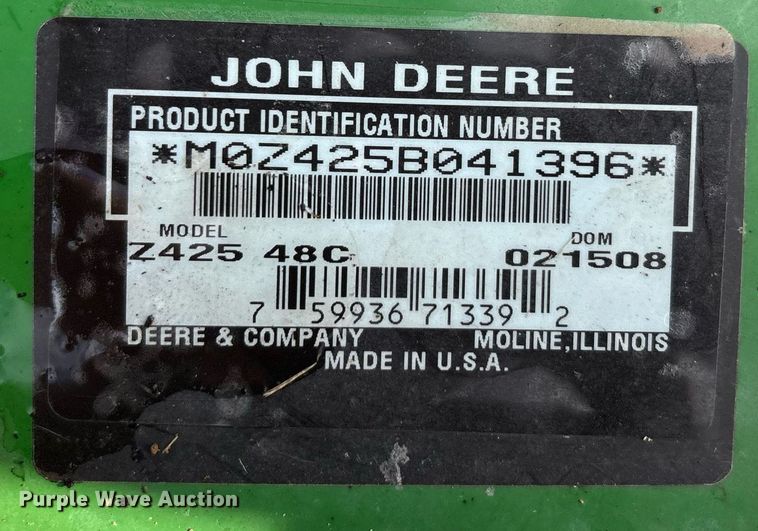 JOHN DEERE
PRODUCT IDENTIFICATION NUMBER
*M0Z425B041396*
MODEL DOM
Z425 48C 021508
7 59936 71339 2
DEERE & COMPANY MOLINE, ILLINOIS
MADE IN U.S.A.
Purple Wave Auction